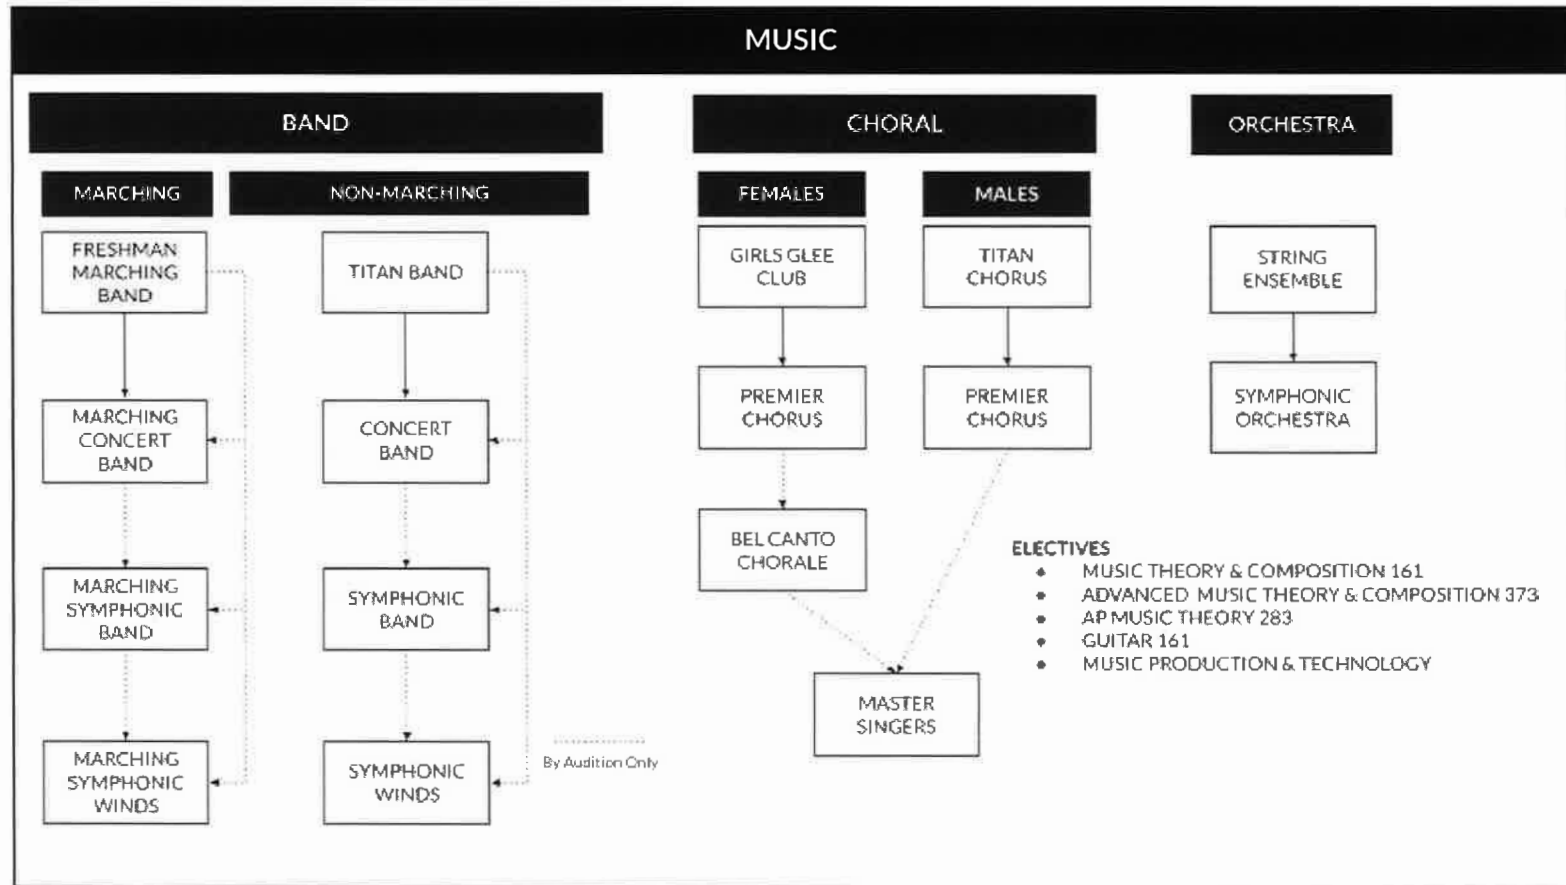 MUSIC
BAND
MARCHING
NON-MARCHING
FRESHMAN
MARCHING
BAND
TITAN BAND
MARCHING
CONCERT
BAND
CONCERT
BAND
MARCHING
SYMPHONIC
BAND
SYMPHONIC
BAND
MARCHING
SYMPHONIC
WINDS
SYMPHONIC
WINDS
By Audition Only
CHORAL
FEMALES
MALES
GIRLS GLEE
CLUB
TITAN
CHORUS
PREMIER
CHORUS
PREMIER
CHORUS
BEL CANTO
CHORALE
MASTER
SINGERS
ORCHESTRA
STRING
ENSEMBLE
SYMPHONIC
ORCHESTRA
ELECTIVES
• MUSIC THEORY & COMPOSITION 161
• ADVANCED MUSIC THEORY & COMPOSITION 373
• AP MUSIC THEORY 283
• GUITAR 161
• MUSIC PRODUCTION & TECHNOLOGY